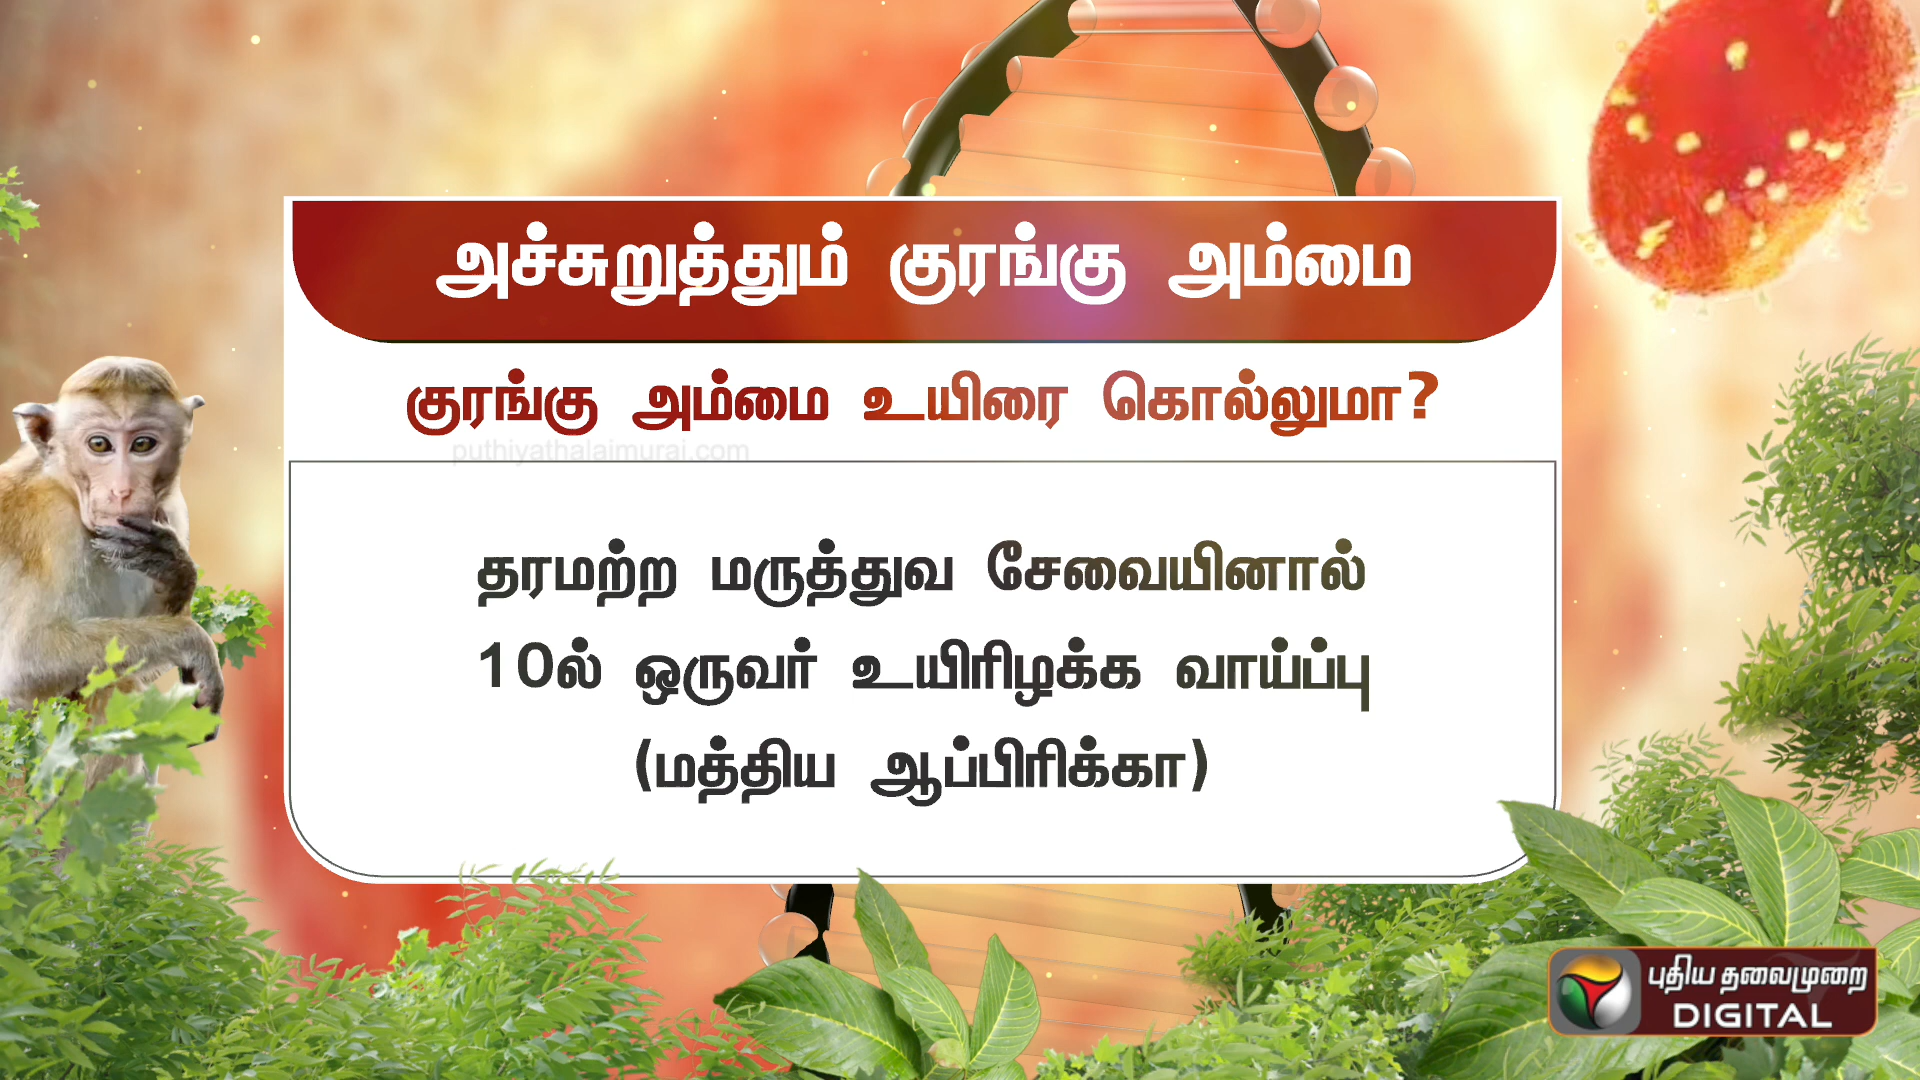 அச்சுறுத்தும் குரங்கு அம்மை
குரங்கு அம்மை உயிரை கொல்லுமா?
puthiyathalaimurai.com
தரமற்ற மருத்துவ சேவையினால்
10ல் ஒருவர் உயிரிழக்க வாய்ப்பு
(மத்திய ஆப்பிரிக்கா)
புதிய தலைமுறை
DIGITAL